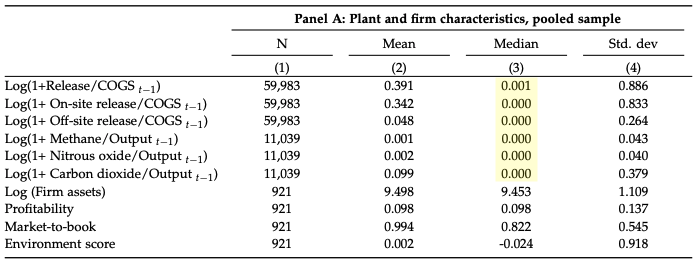 Panel A: Plant and firm characteristics, pooled sample
N Mean Median Std. dev
(1) (2) (3) (4)
Log(1+Release/COGS t−1) 59,983 0.391 0.001 0.886
Log(1+ On-site release/COGS t−1) 59,983 0.342 0.000 0.833
Log(1+ Off-site release/COGS t−1) 59,983 0.048 0.000 0.264
Log(1+ Methane/Output t−1) 11,039 0.001 0.000 0.043
Log(1+ Nitrous oxide/Output t−1) 11,039 0.002 0.000 0.040
Log(1+ Carbon dioxide/Output t−1) 11,039 0.099 0.000 0.379
Log (Firm assets) 921 9.498 9.453 1.109
Profitability 921 0.098 0.098 0.137
Market-to-book 921 0.994 0.822 0.545
Environment score 921 0.002 -0.024 0.918